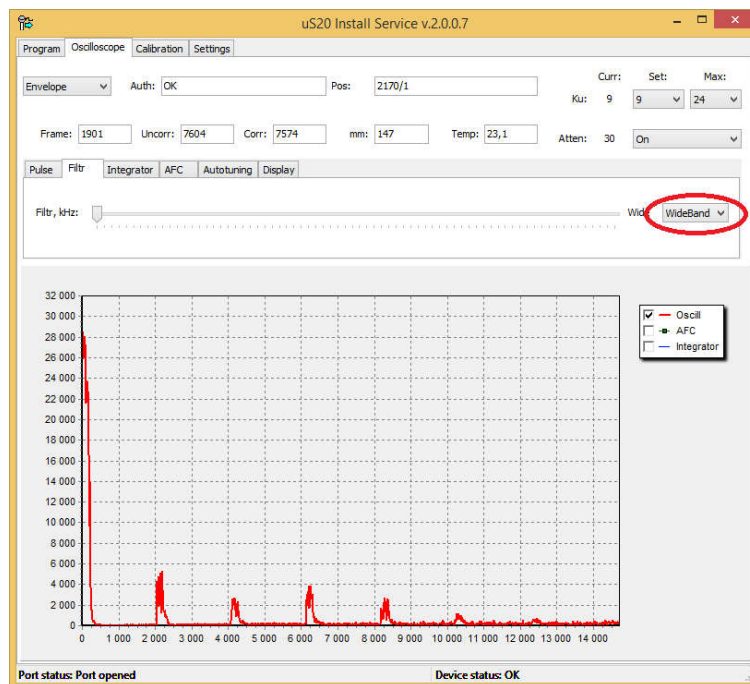 uS20 Install Service v.2.0.0.7
Program Oscilloscope Calibration Settings
Curr: Set: Max:
Envelope Auth: OK Pos: 2170/1
Ku: 9 9 24
Frame: 1901 Uncorr: 7604 Corr: 7574 mm: 147 Temp: 23,1 Atten: 30 On
Pulse Filtr Integrator AFC Autotuning Display
Filtr, kHz: WideBand
32 000
30 000
28 000
26 000
24 000
22 000
20 000
18 000
16 000
14 000
12 000
10 000
8 000
6 000
4 000
2 000
0
0 1 000 2 000 3 000 4 000 5 000 6 000 7 000 8 000 9 000 10 000 11 000 12 000 13 000 14 000
Oscill
AFC
Integrator
Port status: Port opened Device status: OK